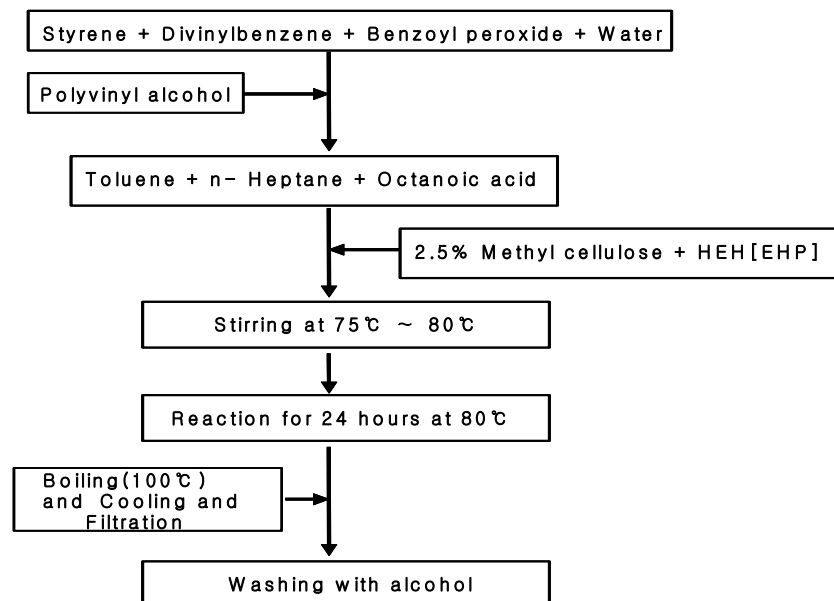 Styrene + Divinylbenzene + Benzoyl peroxide + Water
Polyvinyl alcohol
Toluene + n- Heptane + Octanoic acid
2.5% Methyl cellulose + HEH[EHP]
Stirring at 75℃ ~ 80℃
Reaction for 24 hours at 80℃
Boiling(100℃)
and Cooling and
Filtration
Washing with alcohol